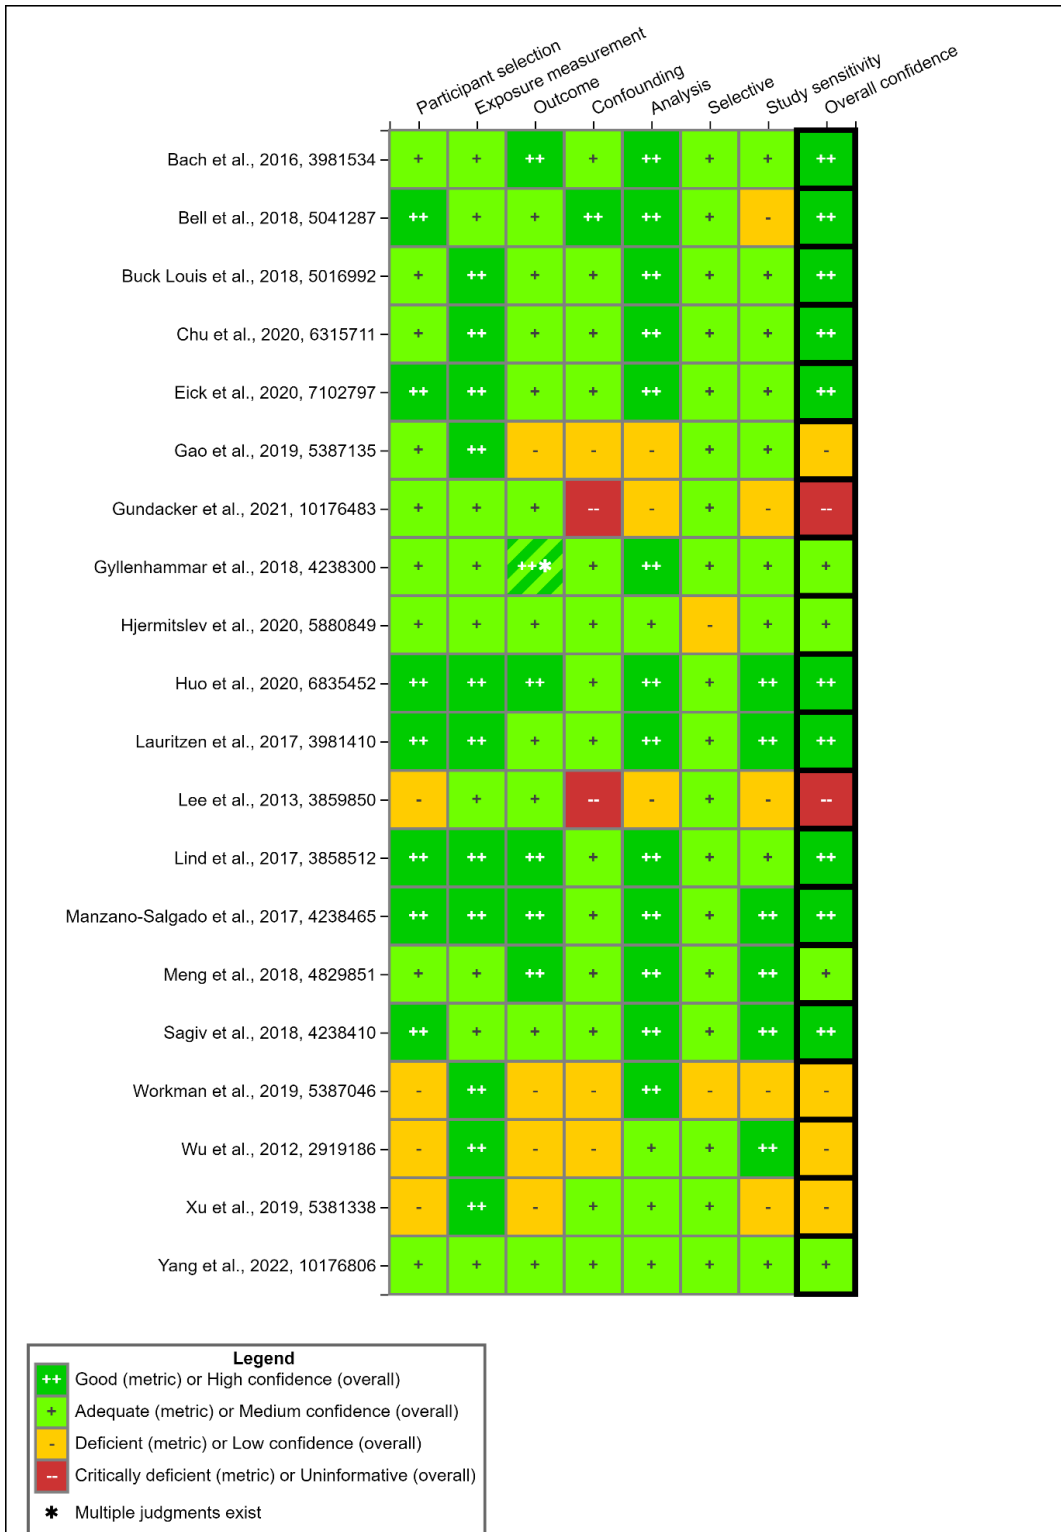 Participant selection
Exposure measurement
Outcome
Confounding
Analysis
Selective
Study sensitivity
Overall confidence
Bach et al., 2016, 3981534 + + ++ + ++ + + ++
Bell et al., 2018, 5041287 ++ + + ++ ++ + - ++
Buck Louis et al., 2018, 5016992 + ++ + + ++ + + ++
Chu et al., 2020, 6315711 + ++ + + ++ + + ++
Eick et al., 2020, 7102797 ++ ++ + + ++ + + ++
Gao et al., 2019, 5387135 + ++ - - - + + -
Gundacker et al., 2021, 10176483 + + + -- - + - --
Gyllenhammar et al., 2018, 4238300 + + ++✱ + ++ + + +
Hjermitslev et al., 2020, 5880849 + + + + + - + +
Huo et al., 2020, 6835452 ++ ++ ++ + ++ + ++ ++
Lauritzen et al., 2017, 3981410 ++ ++ + + ++ + ++ ++
Lee et al., 2013, 3859850 - + + -- - + - --
Lind et al., 2017, 3858512 ++ ++ ++ + ++ + + ++
Manzano-Salgado et al., 2017, 4238465 ++ ++ ++ + ++ + ++ ++
Meng et al., 2018, 4829851 + + ++ + ++ + ++ +
Sagiv et al., 2018, 4238410 ++ + + + ++ + ++ ++
Workman et al., 2019, 5387046 - ++ - - ++ - - -
Wu et al., 2012, 2919186 - ++ - - + + ++ -
Xu et al., 2019, 5381338 - ++ - + + + - -
Yang et al., 2022, 10176806 + + + + + + + +
Legend
++ Good (metric) or High confidence (overall)
+ Adequate (metric) or Medium confidence (overall)
- Deficient (metric) or Low confidence (overall)
-- Critically deficient (metric) or Uninformative (overall)
✱ Multiple judgments exist